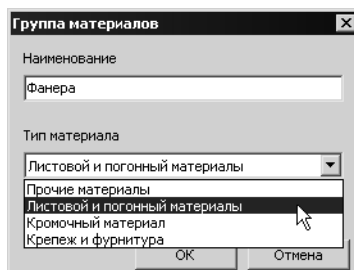 Группа материалов
Наименование
Фанера
Тип материала
Листовой и погонный материалы
Прочие материалы
Листовой и погонный материалы
Кромочный материал
Крепеж и фурнитура
ОК Отмена